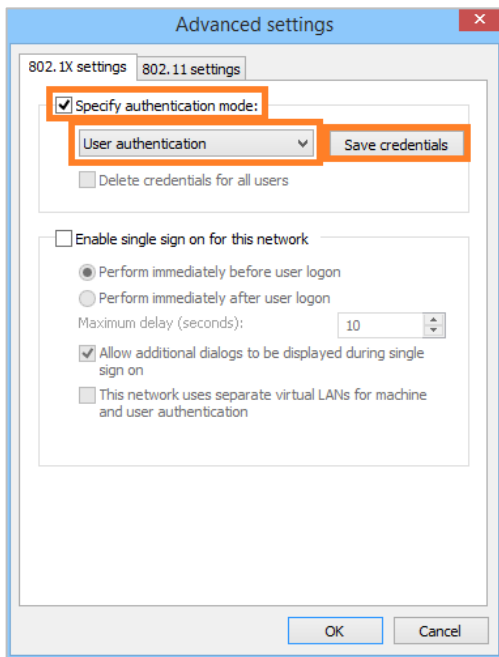 Advanced settings
802.1X settings 802.11 settings
Specify authentication mode:
User authentication Save credentials
Delete credentials for all users
Enable single sign on for this network
Perform immediately before user logon
Perform immediately after user logon
Maximum delay (seconds): 10
Allow additional dialogs to be displayed during single
sign on
This network uses separate virtual LANs for machine
and user authentication
OK Cancel